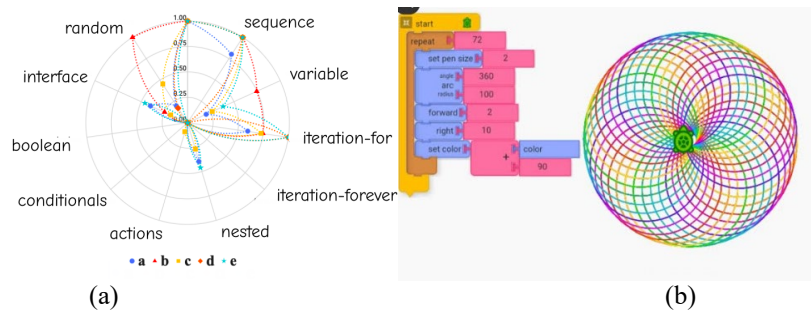 random
1.00
0.75
0.50
0.25
0.00
sequence
variable
iteration-for
iteration-forever
nested
actions
conditionals
boolean
interface
a b c d e
(a)
start
repeat 72
set pen size 2
angle 360
arc
radius 100
forward 2
right 10
set color + color
90
(b)